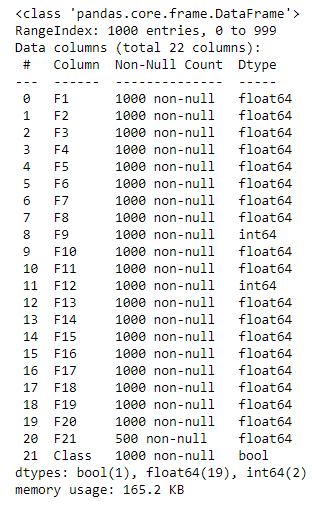 <class 'pandas.core.frame.DataFrame'>
RangeIndex: 1000 entries, 0 to 999
Data columns (total 22 columns):
 #   Column  Non-Null Count  Dtype
---  ------  --------------  -----
 0   F1      1000 non-null   float64
 1   F2      1000 non-null   float64
 2   F3      1000 non-null   float64
 3   F4      1000 non-null   float64
 4   F5      1000 non-null   float64
 5   F6      1000 non-null   float64
 6   F7      1000 non-null   float64
 7   F8      1000 non-null   float64
 8   F9      1000 non-null   int64
 9   F10     1000 non-null   float64
 10  F11     1000 non-null   float64
 11  F12     1000 non-null   int64
 12  F13     1000 non-null   float64
 13  F14     1000 non-null   float64
 14  F15     1000 non-null   float64
 15  F16     1000 non-null   float64
 16  F17     1000 non-null   float64
 17  F18     1000 non-null   float64
 18  F19     1000 non-null   float64
 19  F20     1000 non-null   float64
 20  F21     500 non-null    float64
 21  Class   1000 non-null   bool
dtypes: bool(1), float64(19), int64(2)
memory usage: 165.2 KB